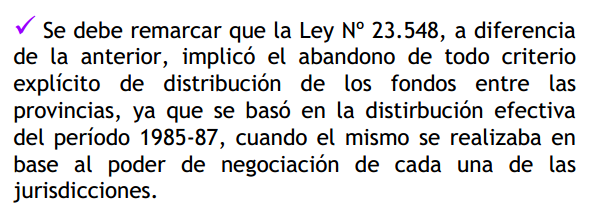 ✓ Se debe remarcar que la Ley Nº 23.548, a diferencia
de la anterior, implicó el abandono de todo criterio
explícito de distribución de los fondos entre las
provincias, ya que se basó en la distirbución efectiva
del período 1985-87, cuando el mismo se realizaba en
base al poder de negociación de cada una de las
jurisdicciones.